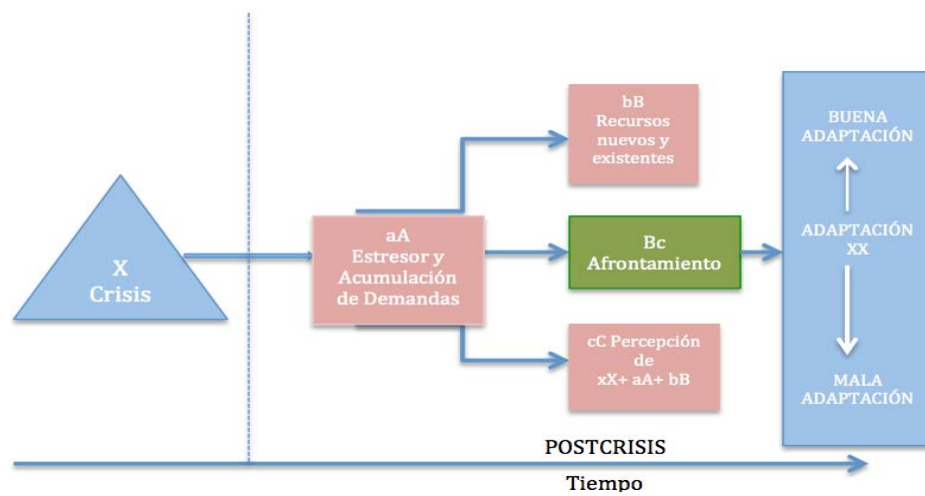 X
Crisis
aA
Estresor y
Acumulación
de Demandas
bB
Recursos
nuevos y
existentes
Bc
Afrontamiento
cC Percepción
de
xX+ aA+ bB
BUENA
ADAPTACIÓN
ADAPTACIÓN
XX
MALA
ADAPTACIÓN
POSTCRISIS
Tiempo